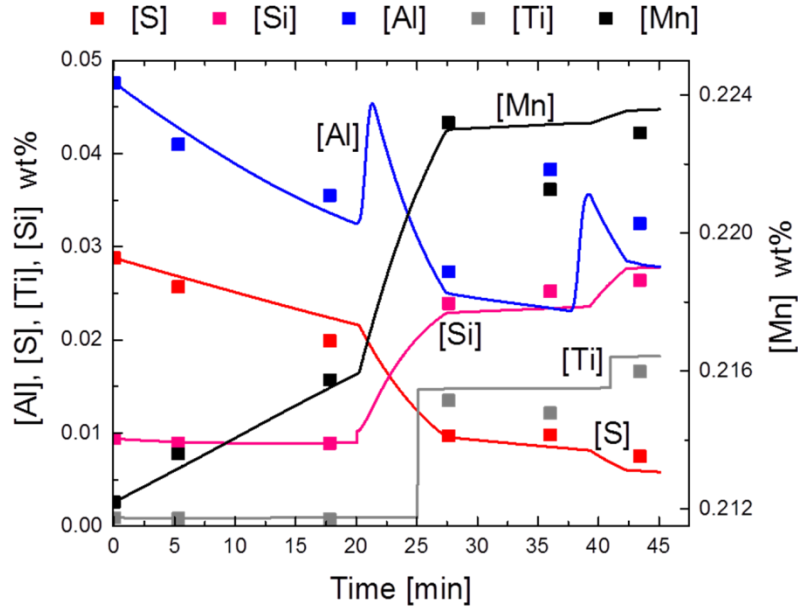 [S] [Si] [Al] [Ti] [Mn]
0.05
0.04
0.03
0.02
0.01
0.00
[Al], [S], [Ti], [Si] wt%
[Al]
[Mn]
[Si]
[Ti]
[S]
0.224
0.220
0.216
0.212
[Mn] wt%
0 5 10 15 20 25 30 35 40 45
Time [min]